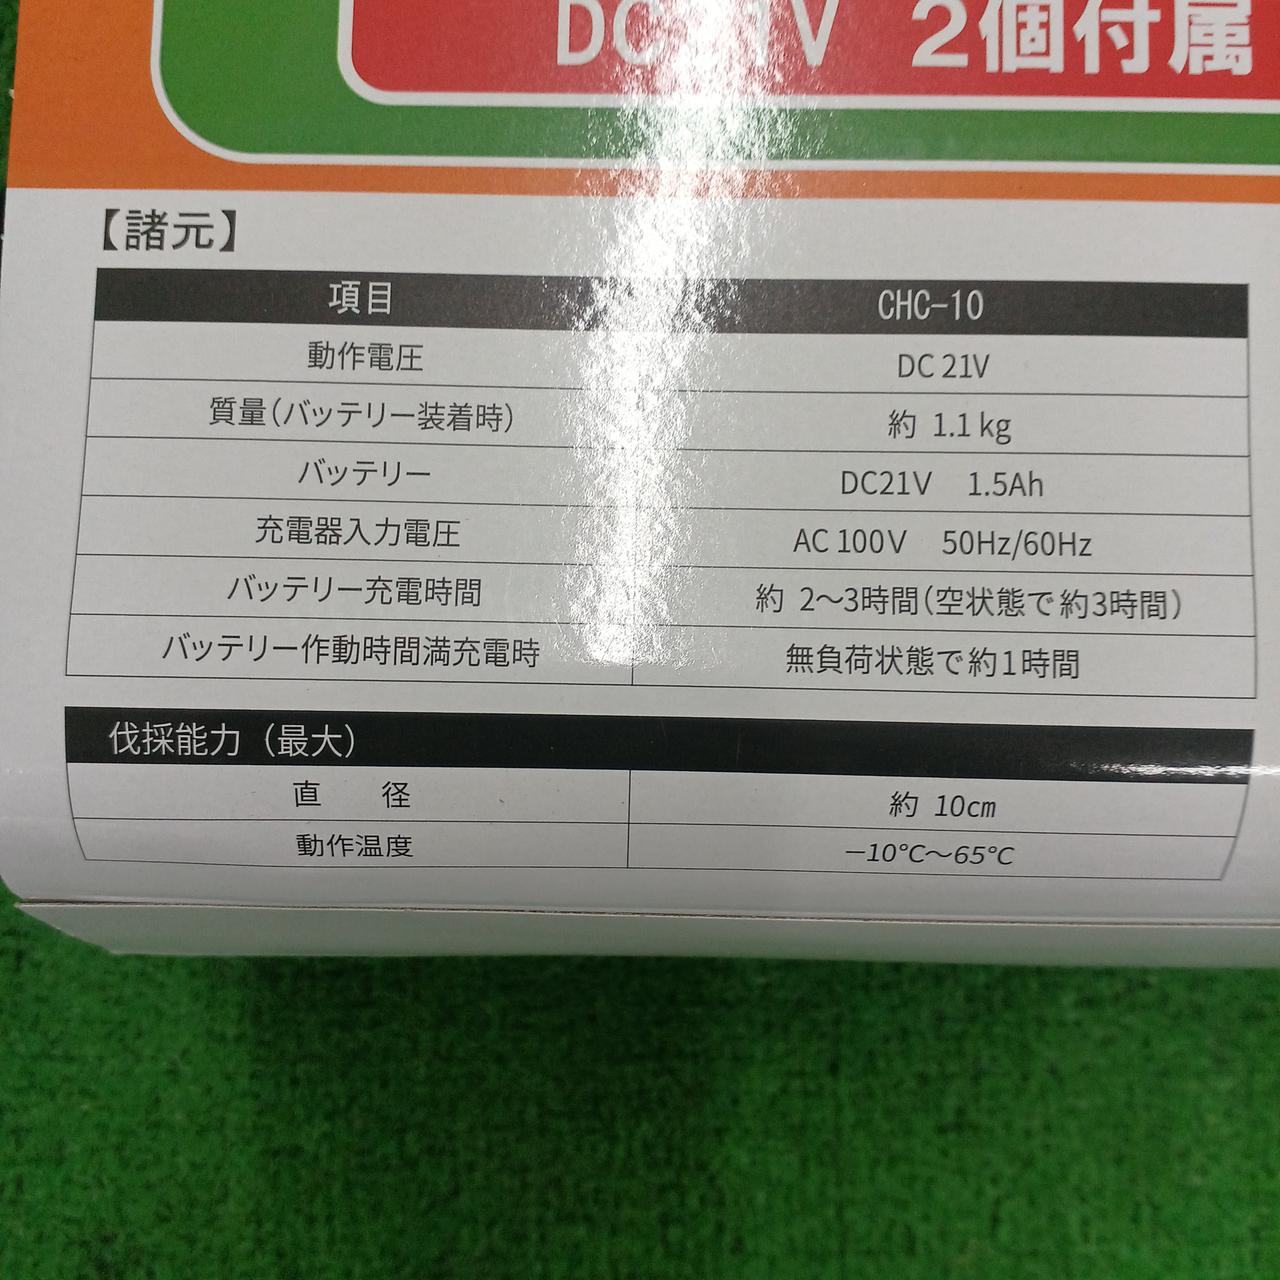 DC21V 2個付属
【諸元】
項目 CHC-10
動作電圧 DC 21V
質量(バッテリー装着時) 約 1.1 kg
バッテリー DC21V 1.5Ah
充電器入力電圧 AC 100V 50Hz/60Hz
バッテリー充電時間 約 2〜3時間(空状態で約3時間)
バッテリー作動時間満充電時 無負荷状態で約1時間
伐採能力(最大)
直 径 約 10cm
動作温度 −10℃〜65℃